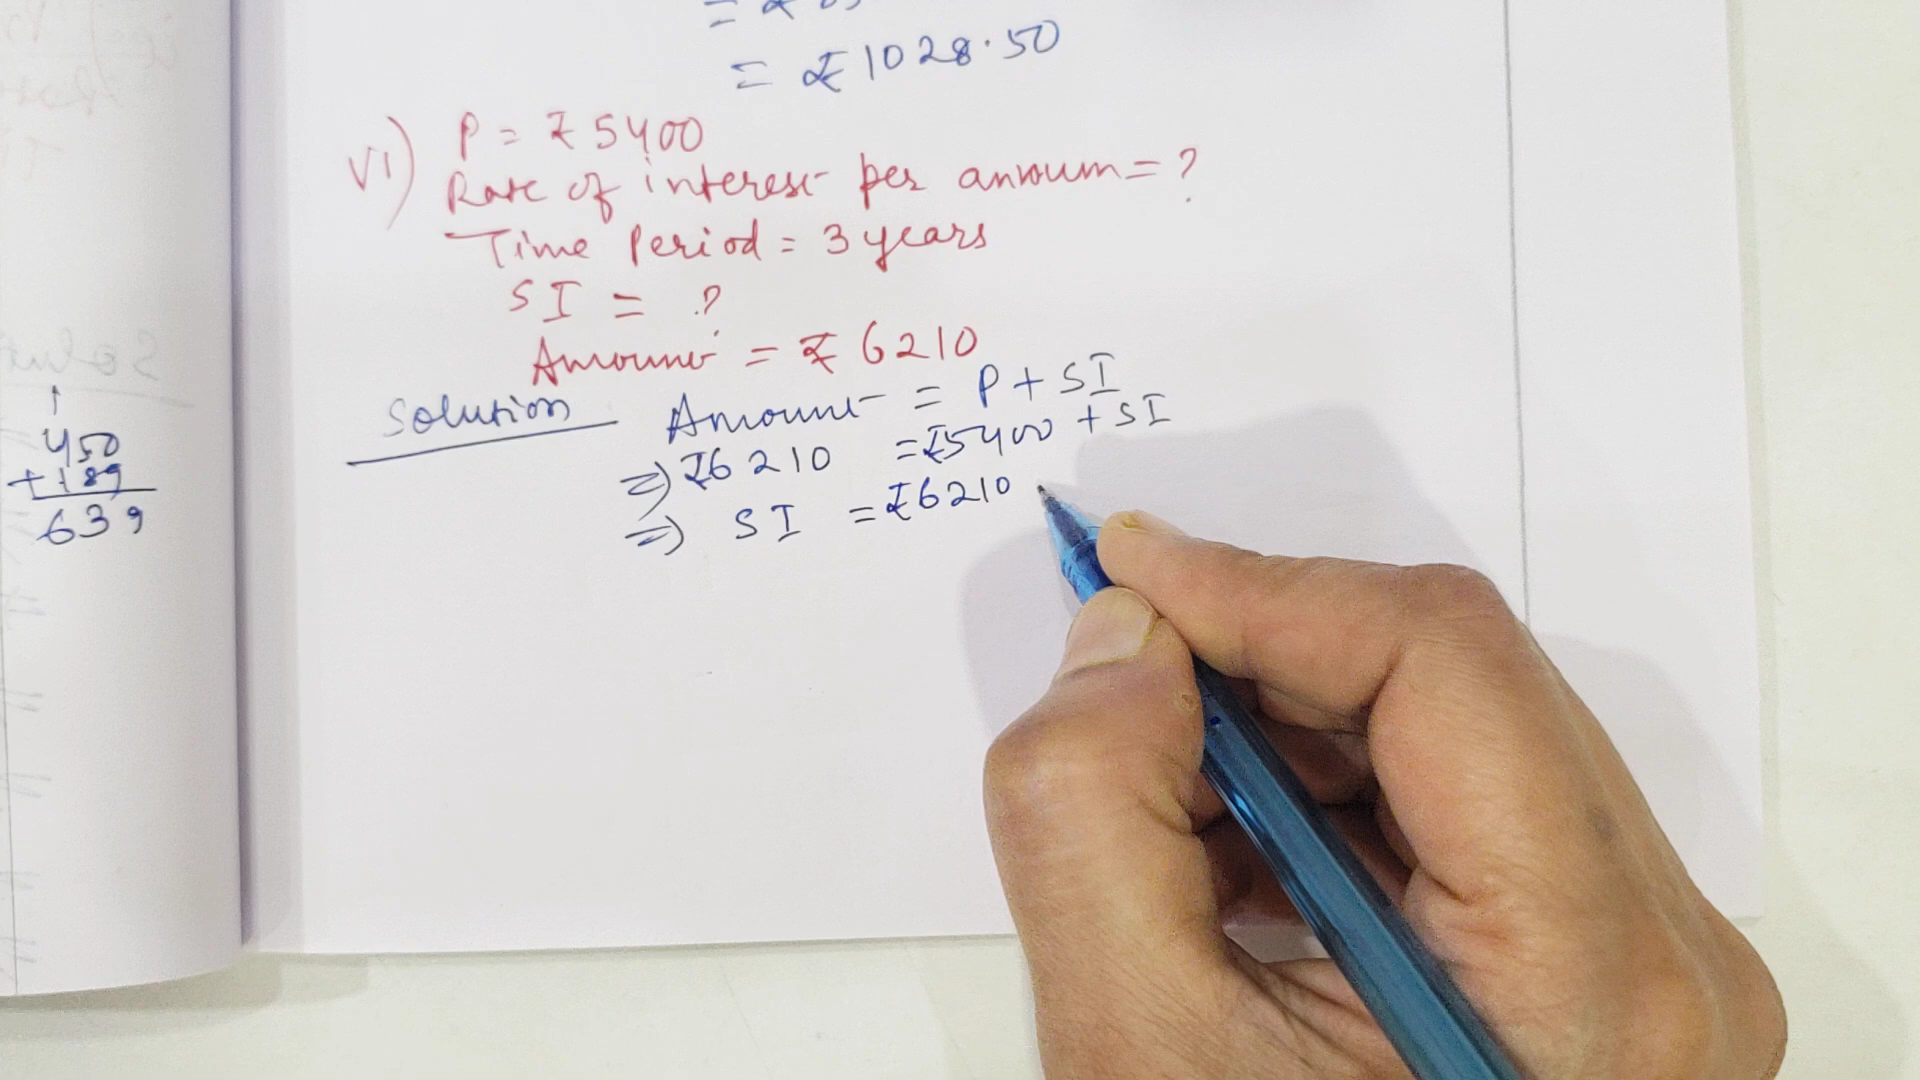 = ₹1028.50
VI) P = ₹5400
Rate of interest per annum = ?
Time Period = 3 years
SI = ?
Amount = ₹6210
Solution Amount = P + SI
⇒ ₹6210 = ₹5400 + SI
⇒ SI = ₹6210
450
+189
639